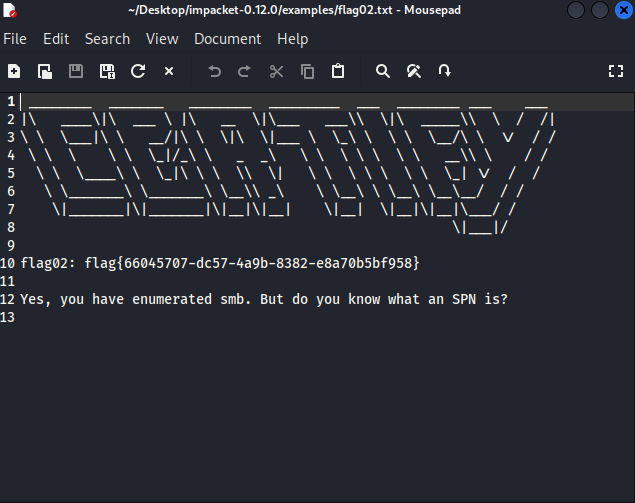 ~/Desktop/impacket-0.12.0/examples/flag02.txt - Mousepad
File Edit Search View Document Help
1
2
3
4
5
6
7
8
9
10 flag02: flag{66045707-dc57-4a9b-8382-e8a70b5bf958}
11
12 Yes, you have enumerated smb. But do you know what an SPN is?
13